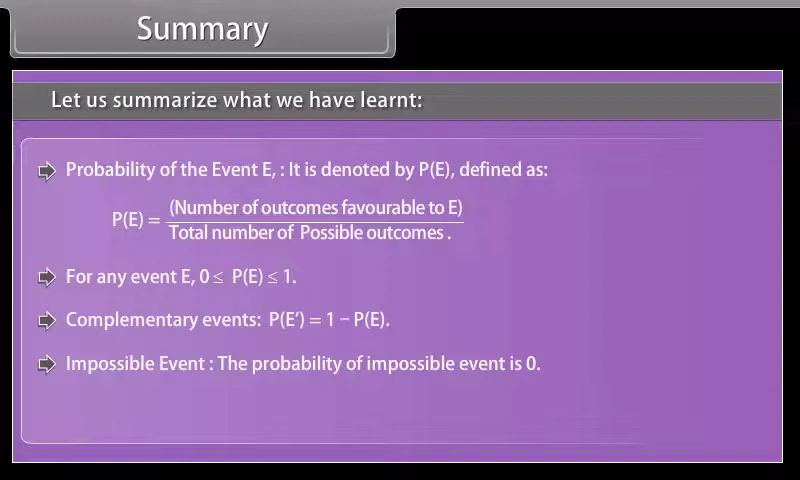 Summary
Let us summarize what we have learnt:
Probability of the Event E, : It is denoted by P(E), defined as:
P(E) = (Number of outcomes favourable to E)
Total number of Possible outcomes .
For any event E, 0 ≤ P(E) ≤ 1.
Complementary events: P(E’) = 1 – P(E).
Impossible Event : The probability of impossible event is 0.